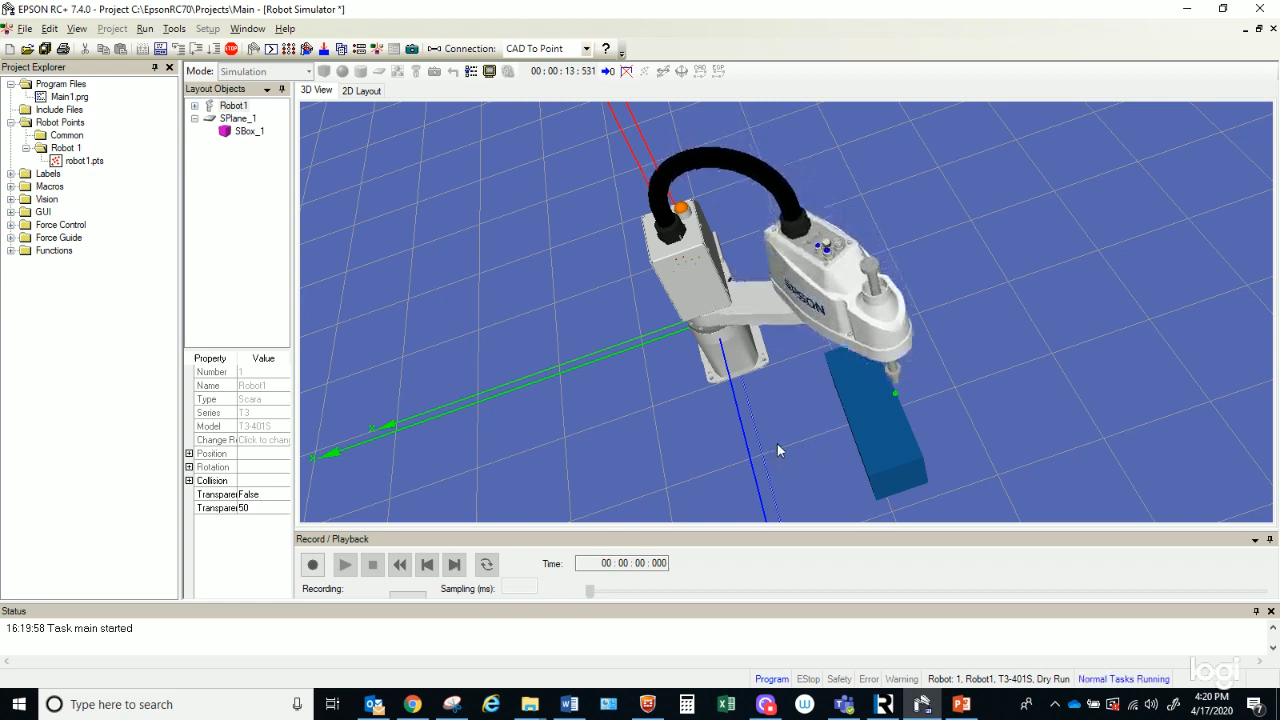 EPSON RC+ 7.4.0 - Project C:\EpsonRC70\Projects\Main - [Robot Simulator *]
File Edit View Project Run Tools Setup Window Help
Connection: CAD To Point
Project Explorer
Program Files
Main1.prg
Include Files
Robot Points
Common
Robot 1
robot1.pts
Labels
Macros
Vision
GUI
Force Control
Force Guide
Functions
Mode: Simulation
00 : 00 : 13 : 531
Layout Objects
Robot1
SPlane_1
SBox_1
Property Value
Number 1
Name Robot1
Type Scara
Series T3
Model T3-401S
Change R Click to chang
Position
Rotation
Collision
Transpare False
Transpare 50
3D View 2D Layout
EPSON
X
X
Record / Playback
Time: 00 : 00 : 00 : 000
Recording: Sampling (ms):
Status
16:19:58 Task main started
Program EStop Safety Error Warning Robot: 1, Robot1, T3-401S, Dry Run Normal Tasks Running
logi
Type here to search
4:20 PM
4/17/2020